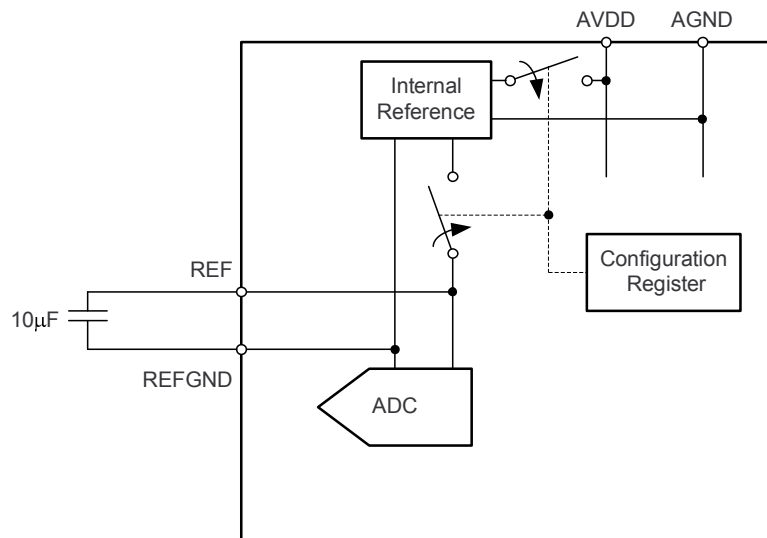 AVDD
AGND
Internal
Reference
Configuration
Register
REF
10μF
REFGND
ADC